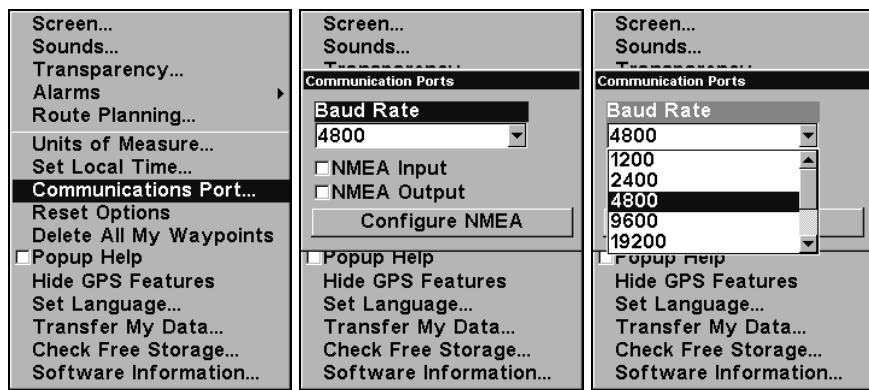 Screen...
Sounds...
Transparency...
Alarms
Route Planning...
Units of Measure...
Set Local Time...
Communications Port...
Reset Options
Delete All My Waypoints
Popup Help
Hide GPS Features
Set Language...
Transfer My Data...
Check Free Storage...
Software Information...
Screen...
Sounds...
Transparency...
Communication Ports
Baud Rate
4800
NMEA Input
NMEA Output
Configure NMEA
Popup Help
Hide GPS Features
Set Language...
Transfer My Data...
Check Free Storage...
Software Information...
Screen...
Sounds...
Transparency...
Communication Ports
Baud Rate
4800
1200
2400
4800
9600
19200
Popup Help
Hide GPS Features
Set Language...
Transfer My Data...
Check Free Storage...
Software Information...